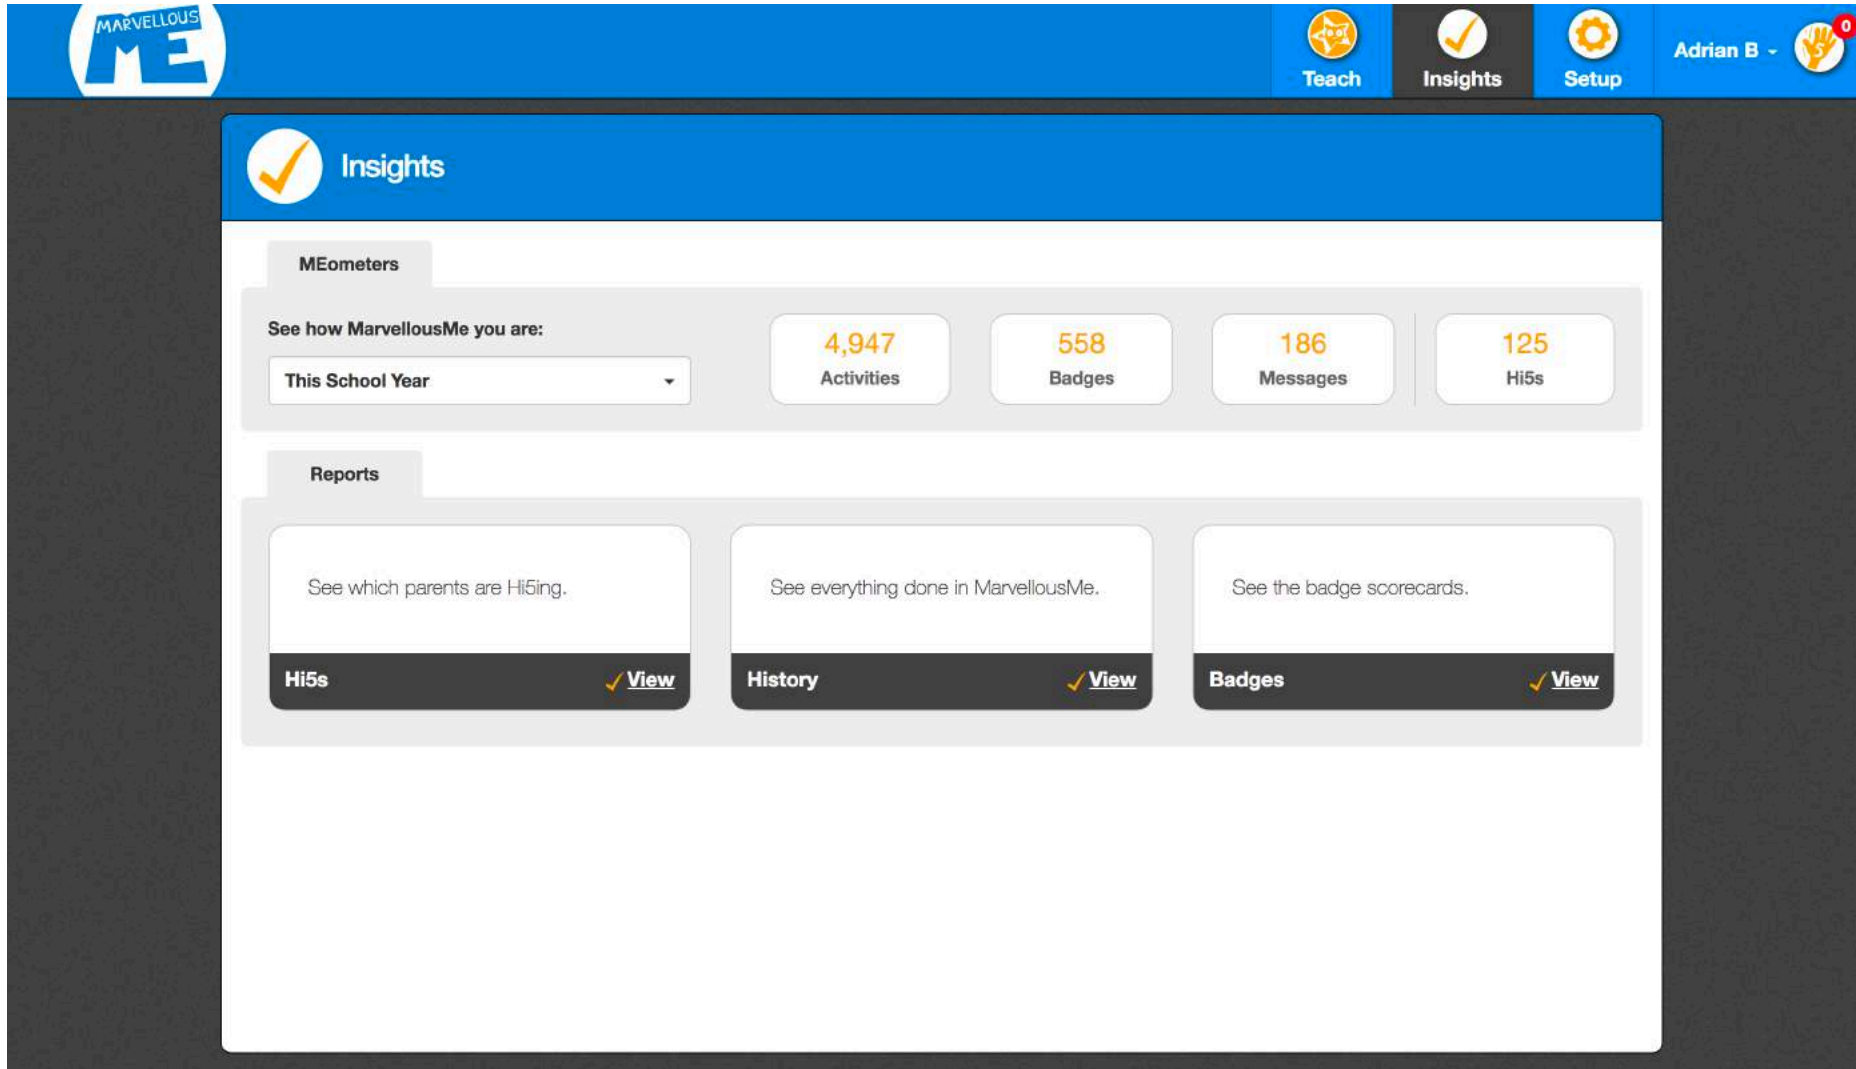 MARVELLOUS
ME
Teach
Insights
Setup
Adrian B
5
0
Insights
MEometers
See how MarvellousMe you are:
This School Year
4,947
Activities
558
Badges
186
Messages
125
Hi5s
Reports
See which parents are Hi5ing.
Hi5s
View
See everything done in MarvellousMe.
History
View
See the badge scorecards.
Badges
View